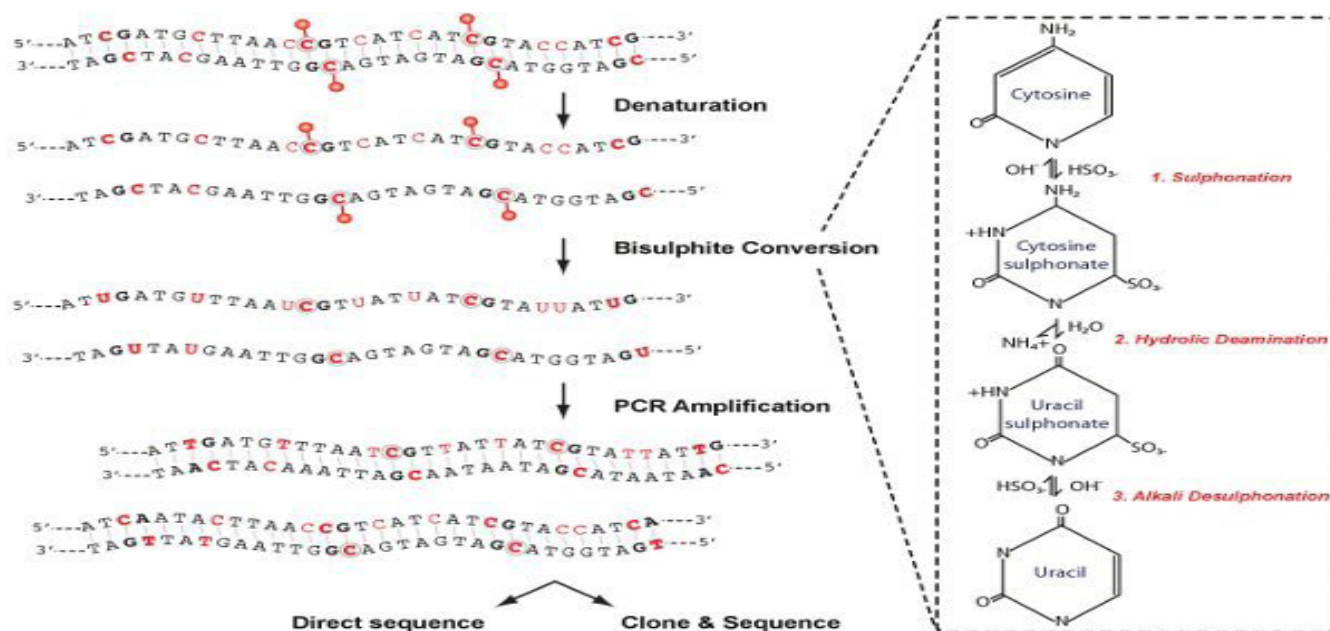 5′----ATCGATGCTTAACCGTCATCATCGTACCATCG----3′
3′----TAGCTACGAATTGGCAGTAGTAGCATGGTAGC----5′
Denaturation
5′----ATCGATGCTTAACCGTCATCATCGTACCATCG----3′
3′----TAGCTACGAATTGGCAGTAGTAGCATGGTAGC----5′
Bisulphite Conversion
5′----ATUGATGUTTAAUCGTUATUATCGTAUUATUG----3′
3′----TAGUTAUGAATTGGCAGTAGTAGCATGGTAGU----5′
PCR Amplification
5′----ATTGATGTTTAATCGTTATTATCGTATTATTG----3′
3′----TAACTACAAATTAGCAATAATAGCATAATAAC----5′
5′----ATCAATACTTAACCGTCATCATCGTACCATCA----3′
3′----TAGTTATGAATTGGCAGTAGTAGCATGGTAGT----5′
Direct sequence
Clone & Sequence
NH₂
Cytosine
O
N
OH⁻ HSO₃-
1. Sulphonation
NH₂
+HN
Cytosine
sulphonate
O
N
SO₃-
H₂O
NH₄+
2. Hydrolic Deamination
O
+HN
Uracil
sulphonate
O
N
SO₃-
HSO₃- OH⁻
3. Alkali Desulphonation
O
N
Uracil
O
N